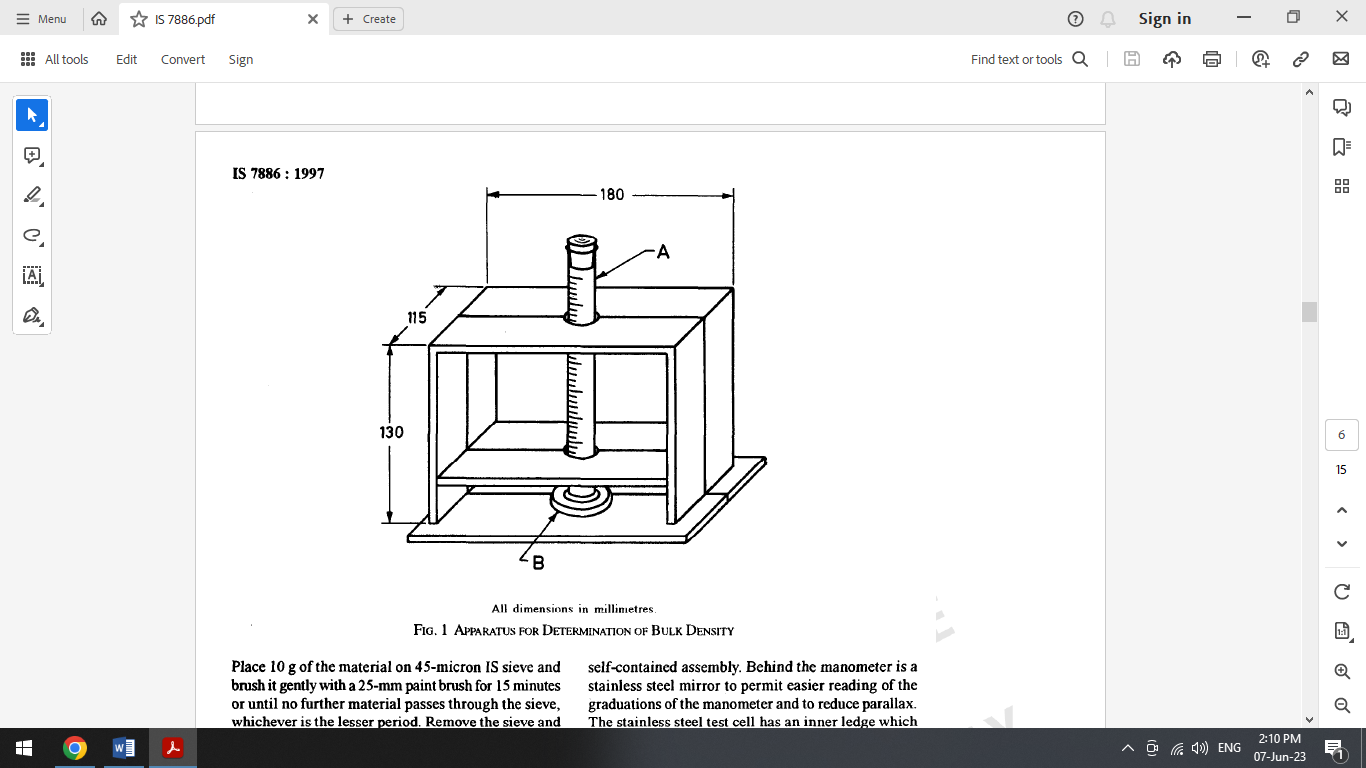 Menu
IS 7886.pdf
Create
Sign in
All tools
Edit
Convert
Sign
Find text or tools
IS 7886 : 1997
180
A
115
130
B
All dimensions in millimetres.
FIG. 1 APPARATUS FOR DETERMINATION OF BULK DENSITY
Place 10 g of the material on 45-micron IS sieve and
brush it gently with a 25-mm paint brush for 15 minutes
or until no further material passes through the sieve,
whichever is the lesser period. Remove the sieve and
self-contained assembly. Behind the manometer is a
stainless steel mirror to permit easier reading of the
graduations of the manometer and to reduce parallax.
The stainless steel test cell has an inner ledge which
6
15
1:1
ENG
2:10 PM
07-Jun-23
1